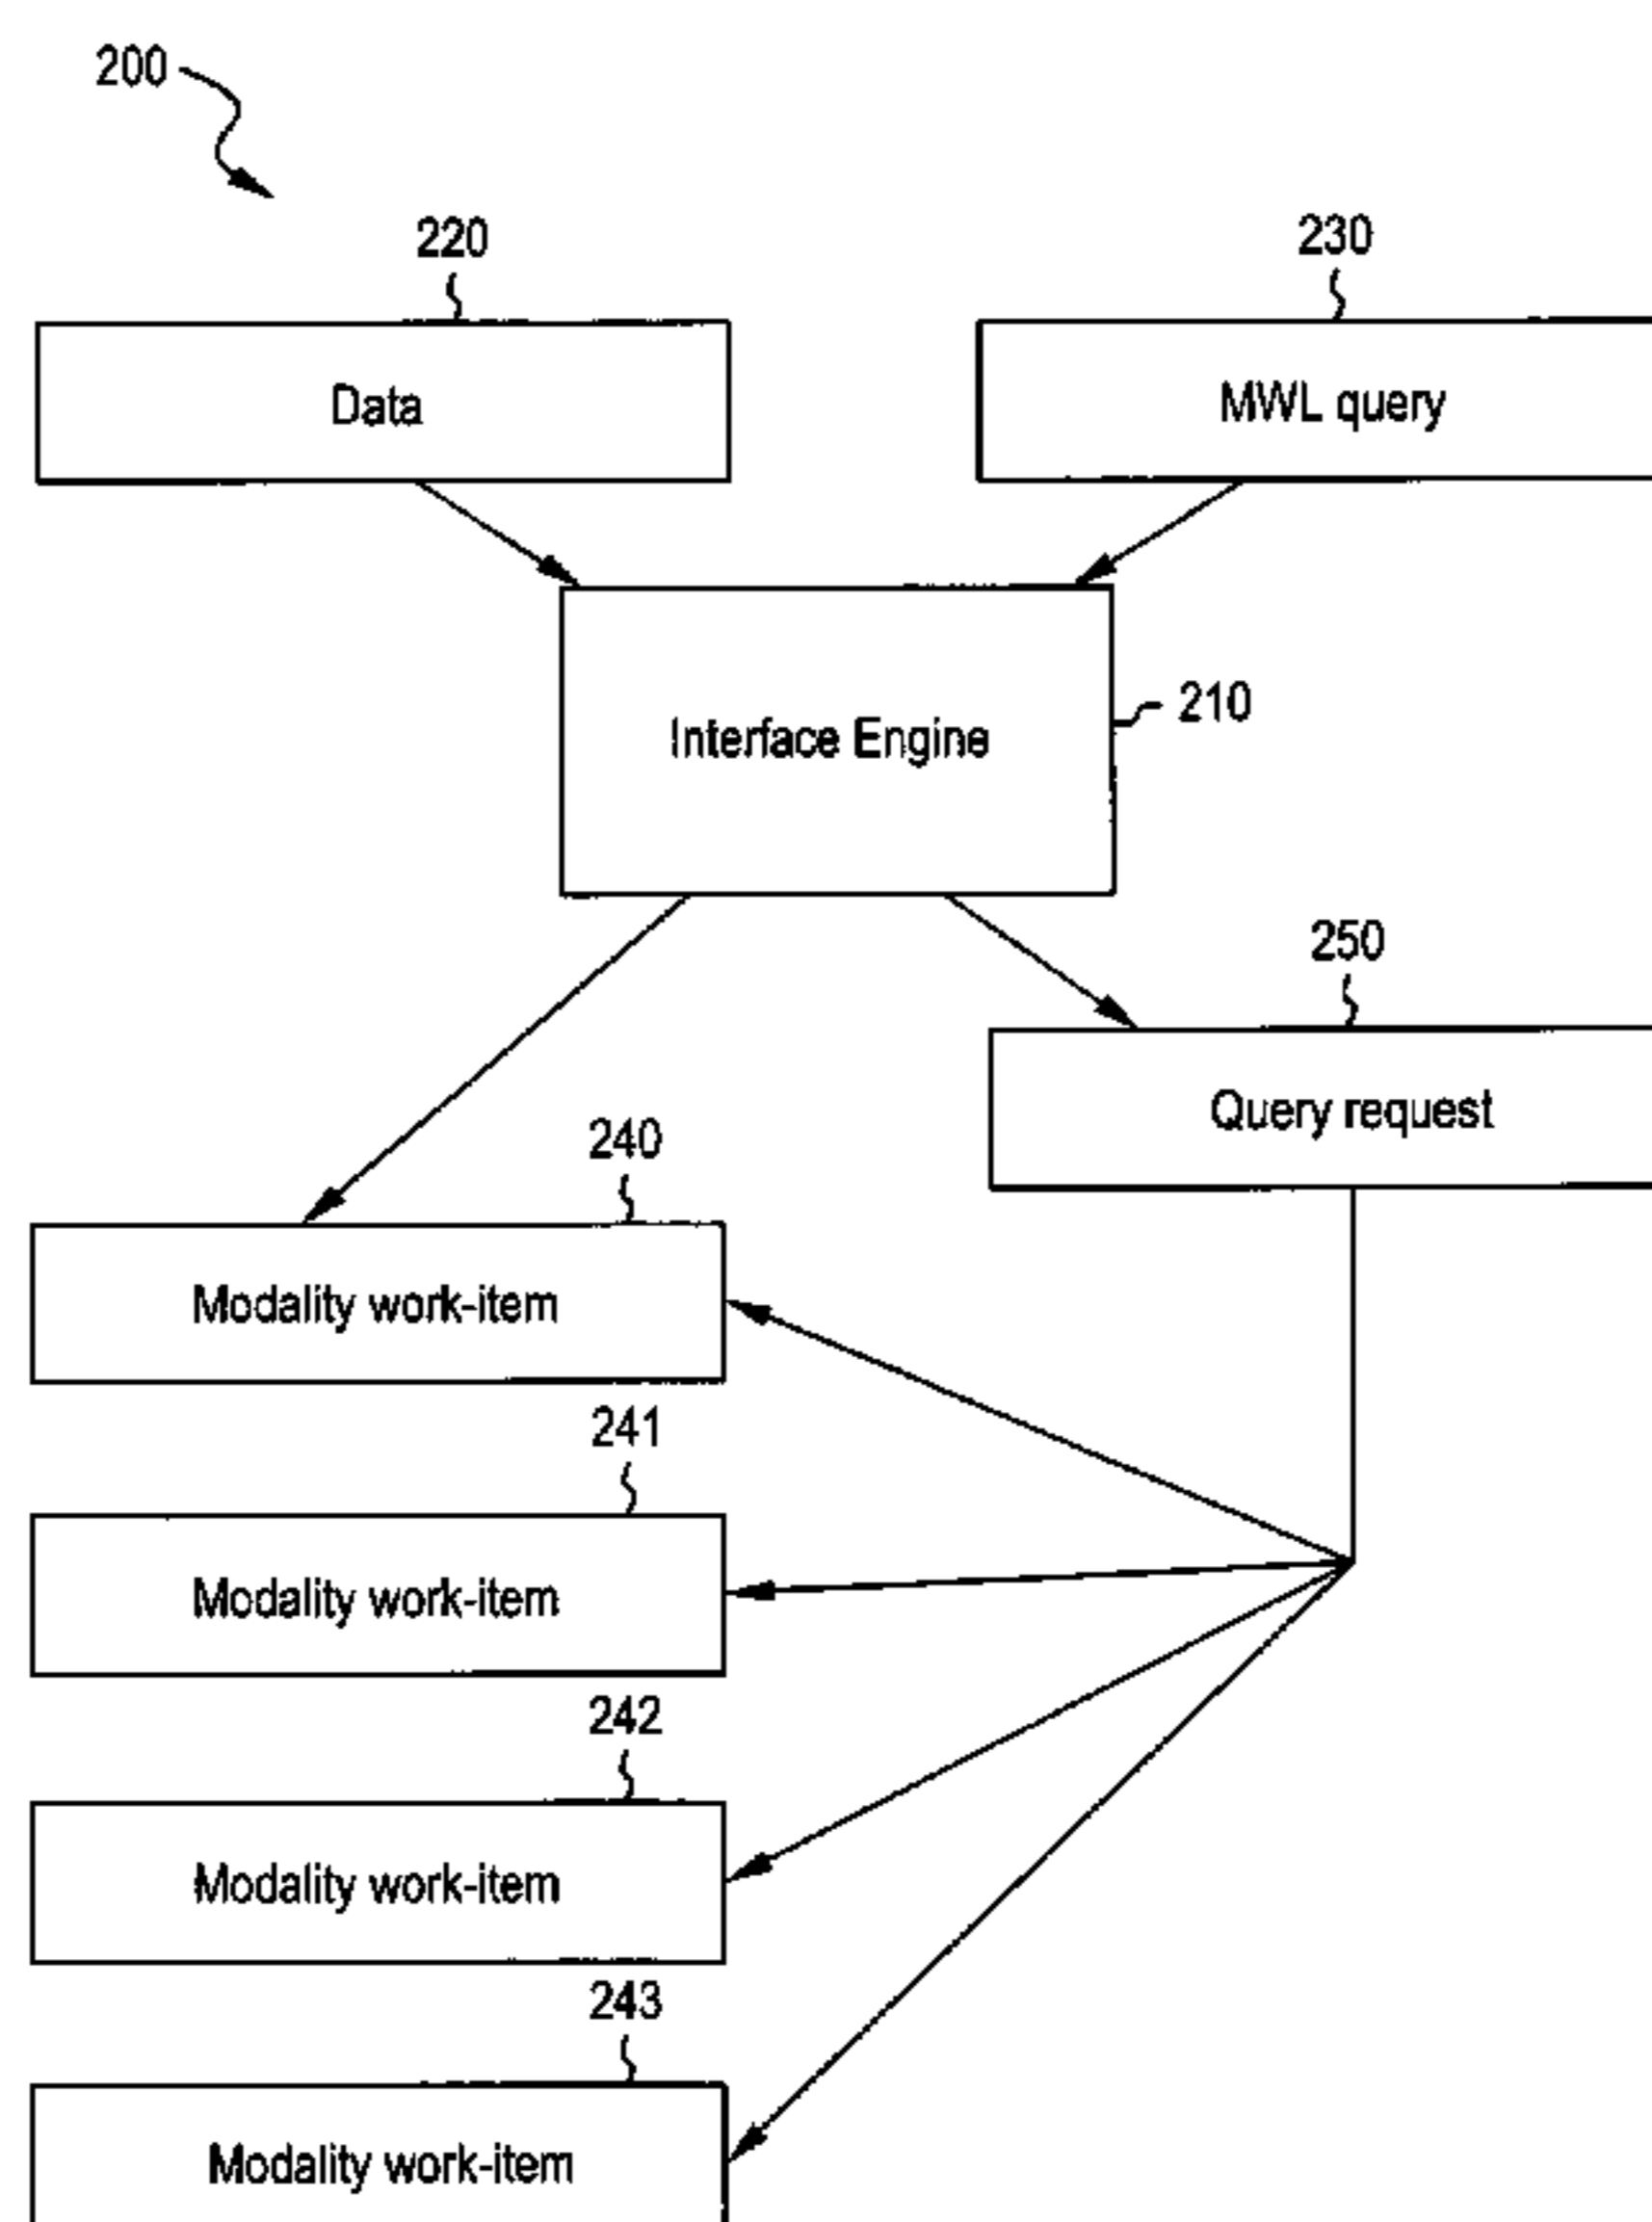 200
220
230
Data
MWL query
Interface Engine
210
250
Query request
240
Modality work-item
241
Modality work-item
242
Modality work-item
243
Modality work-item